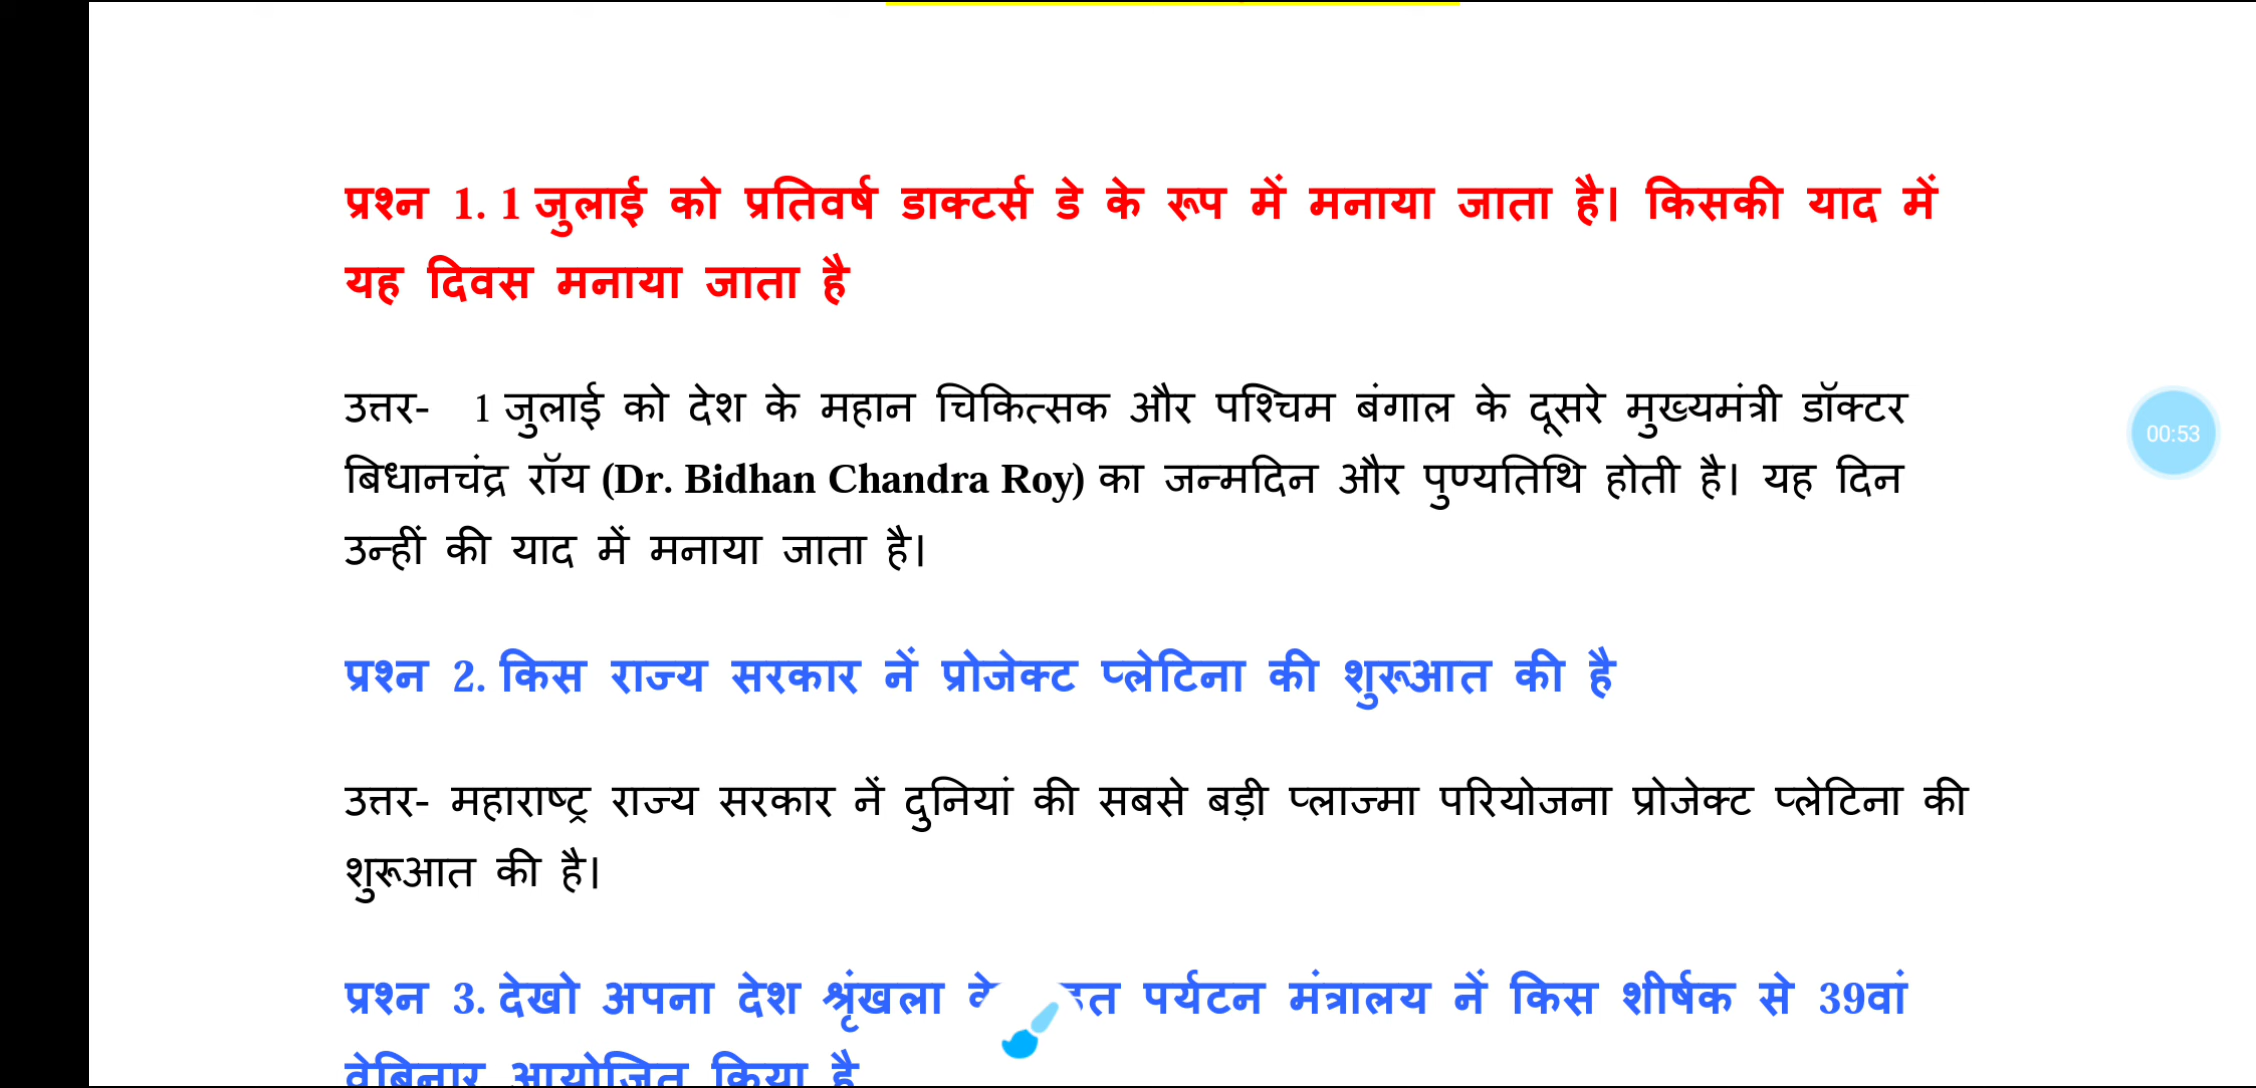 प्रश्न 1. 1 जुलाई को प्रतिवर्ष डाक्टर्स डे के रूप में मनाया जाता है। किसकी याद में
यह दिवस मनाया जाता है
उत्तर- 1 जुलाई को देश के महान चिकित्सक और पश्चिम बंगाल के दूसरे मुख्यमंत्री डॉक्टर
बिधानचंद्र रॉय (Dr. Bidhan Chandra Roy) का जन्मदिन और पुण्यतिथि होती है। यह दिन
उन्हीं की याद में मनाया जाता है।
00:53
प्रश्न 2. किस राज्य सरकार नें प्रोजेक्ट प्लेटिना की शुरूआत की है
उत्तर- महाराष्ट्र राज्य सरकार नें दुनियां की सबसे बड़ी प्लाज्मा परियोजना प्रोजेक्ट प्लेटिना की
शुरूआत की है।
प्रश्न 3. देखो अपना देश श्रृंखला पर्यटन मंत्रालय नें किस शीर्षक से 39वां
वेबिनार आयोजित किया है